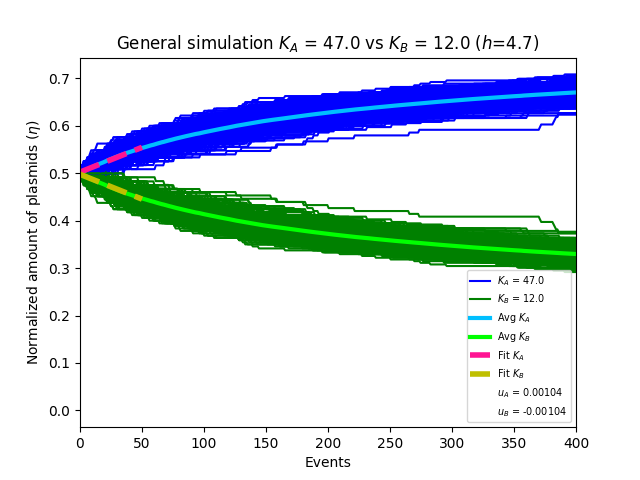 General simulation K_A = 47.0 vs K_B = 12.0 (h=4.7)
Normalized amount of plasmids (η)
0.7
0.6
0.5
0.4
0.3
0.2
0.1
0.0
K_A = 47.0
K_B = 12.0
Avg K_A
Avg K_B
Fit K_A
Fit K_B
u_A = 0.00104
u_B = -0.00104
0 50 100 150 200 250 300 350 400
Events